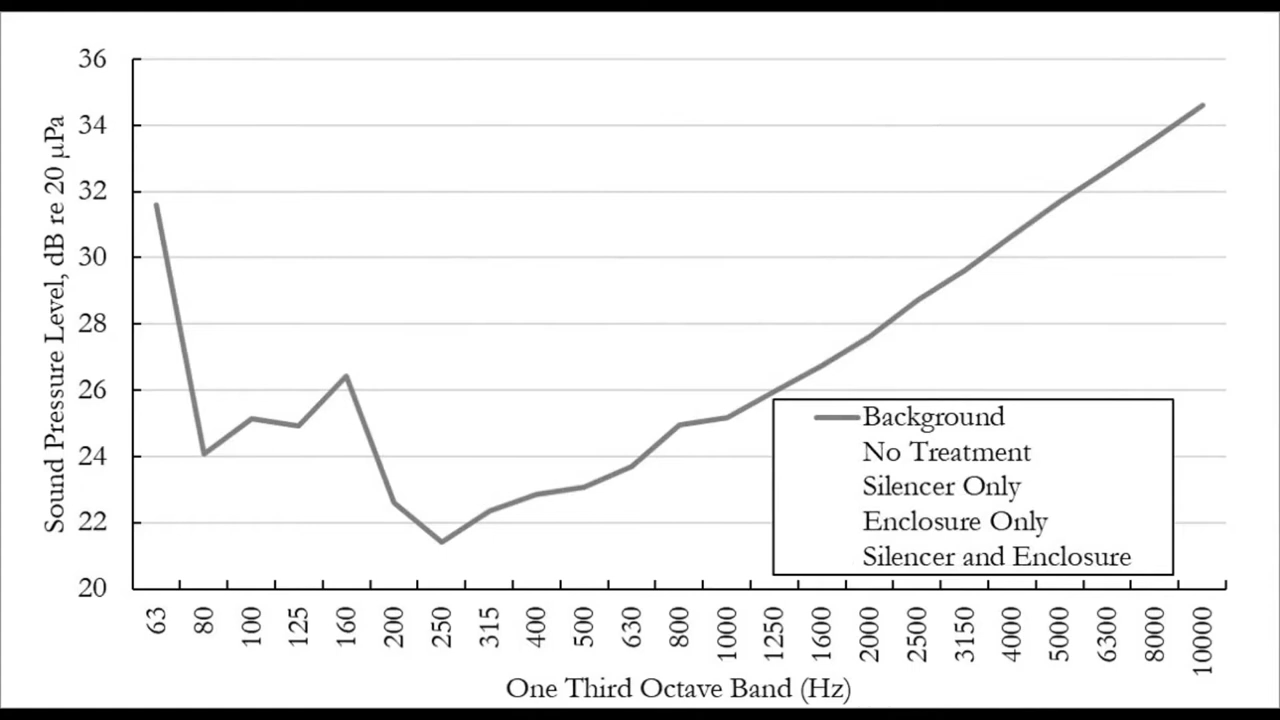 36
34
32
30
28
26
24
22
20
Sound Pressure Level, dB re 20 µPa
Background
No Treatment
Silencer Only
Enclosure Only
Silencer and Enclosure
63 80 100 125 160 200 250 315 400 500 630 800 1000 1250 1600 2000 2500 3150 4000 5000 6300 8000 10000
One Third Octave Band (Hz)